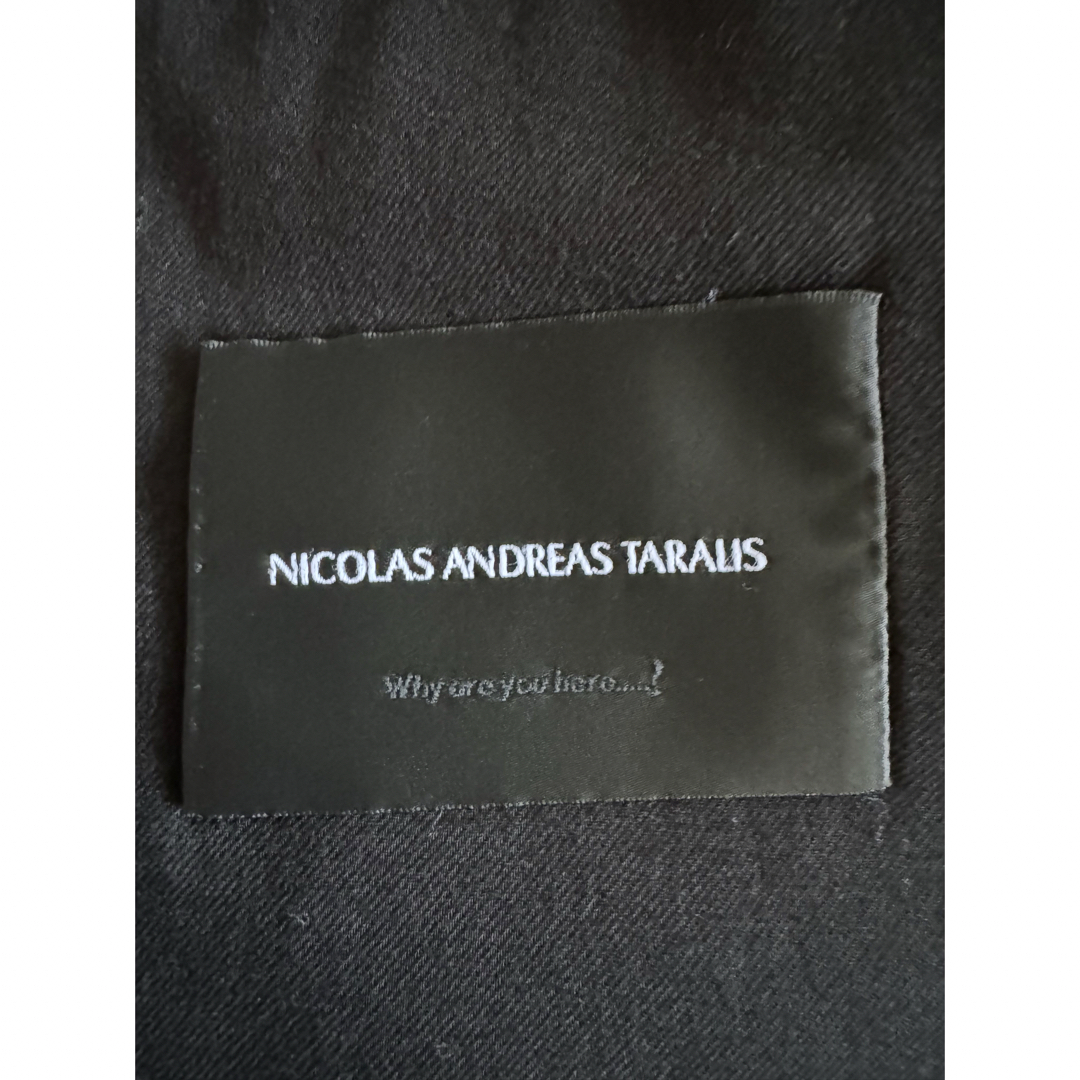 NICOLAS ANDREAS TARALIS
Why are you here....?